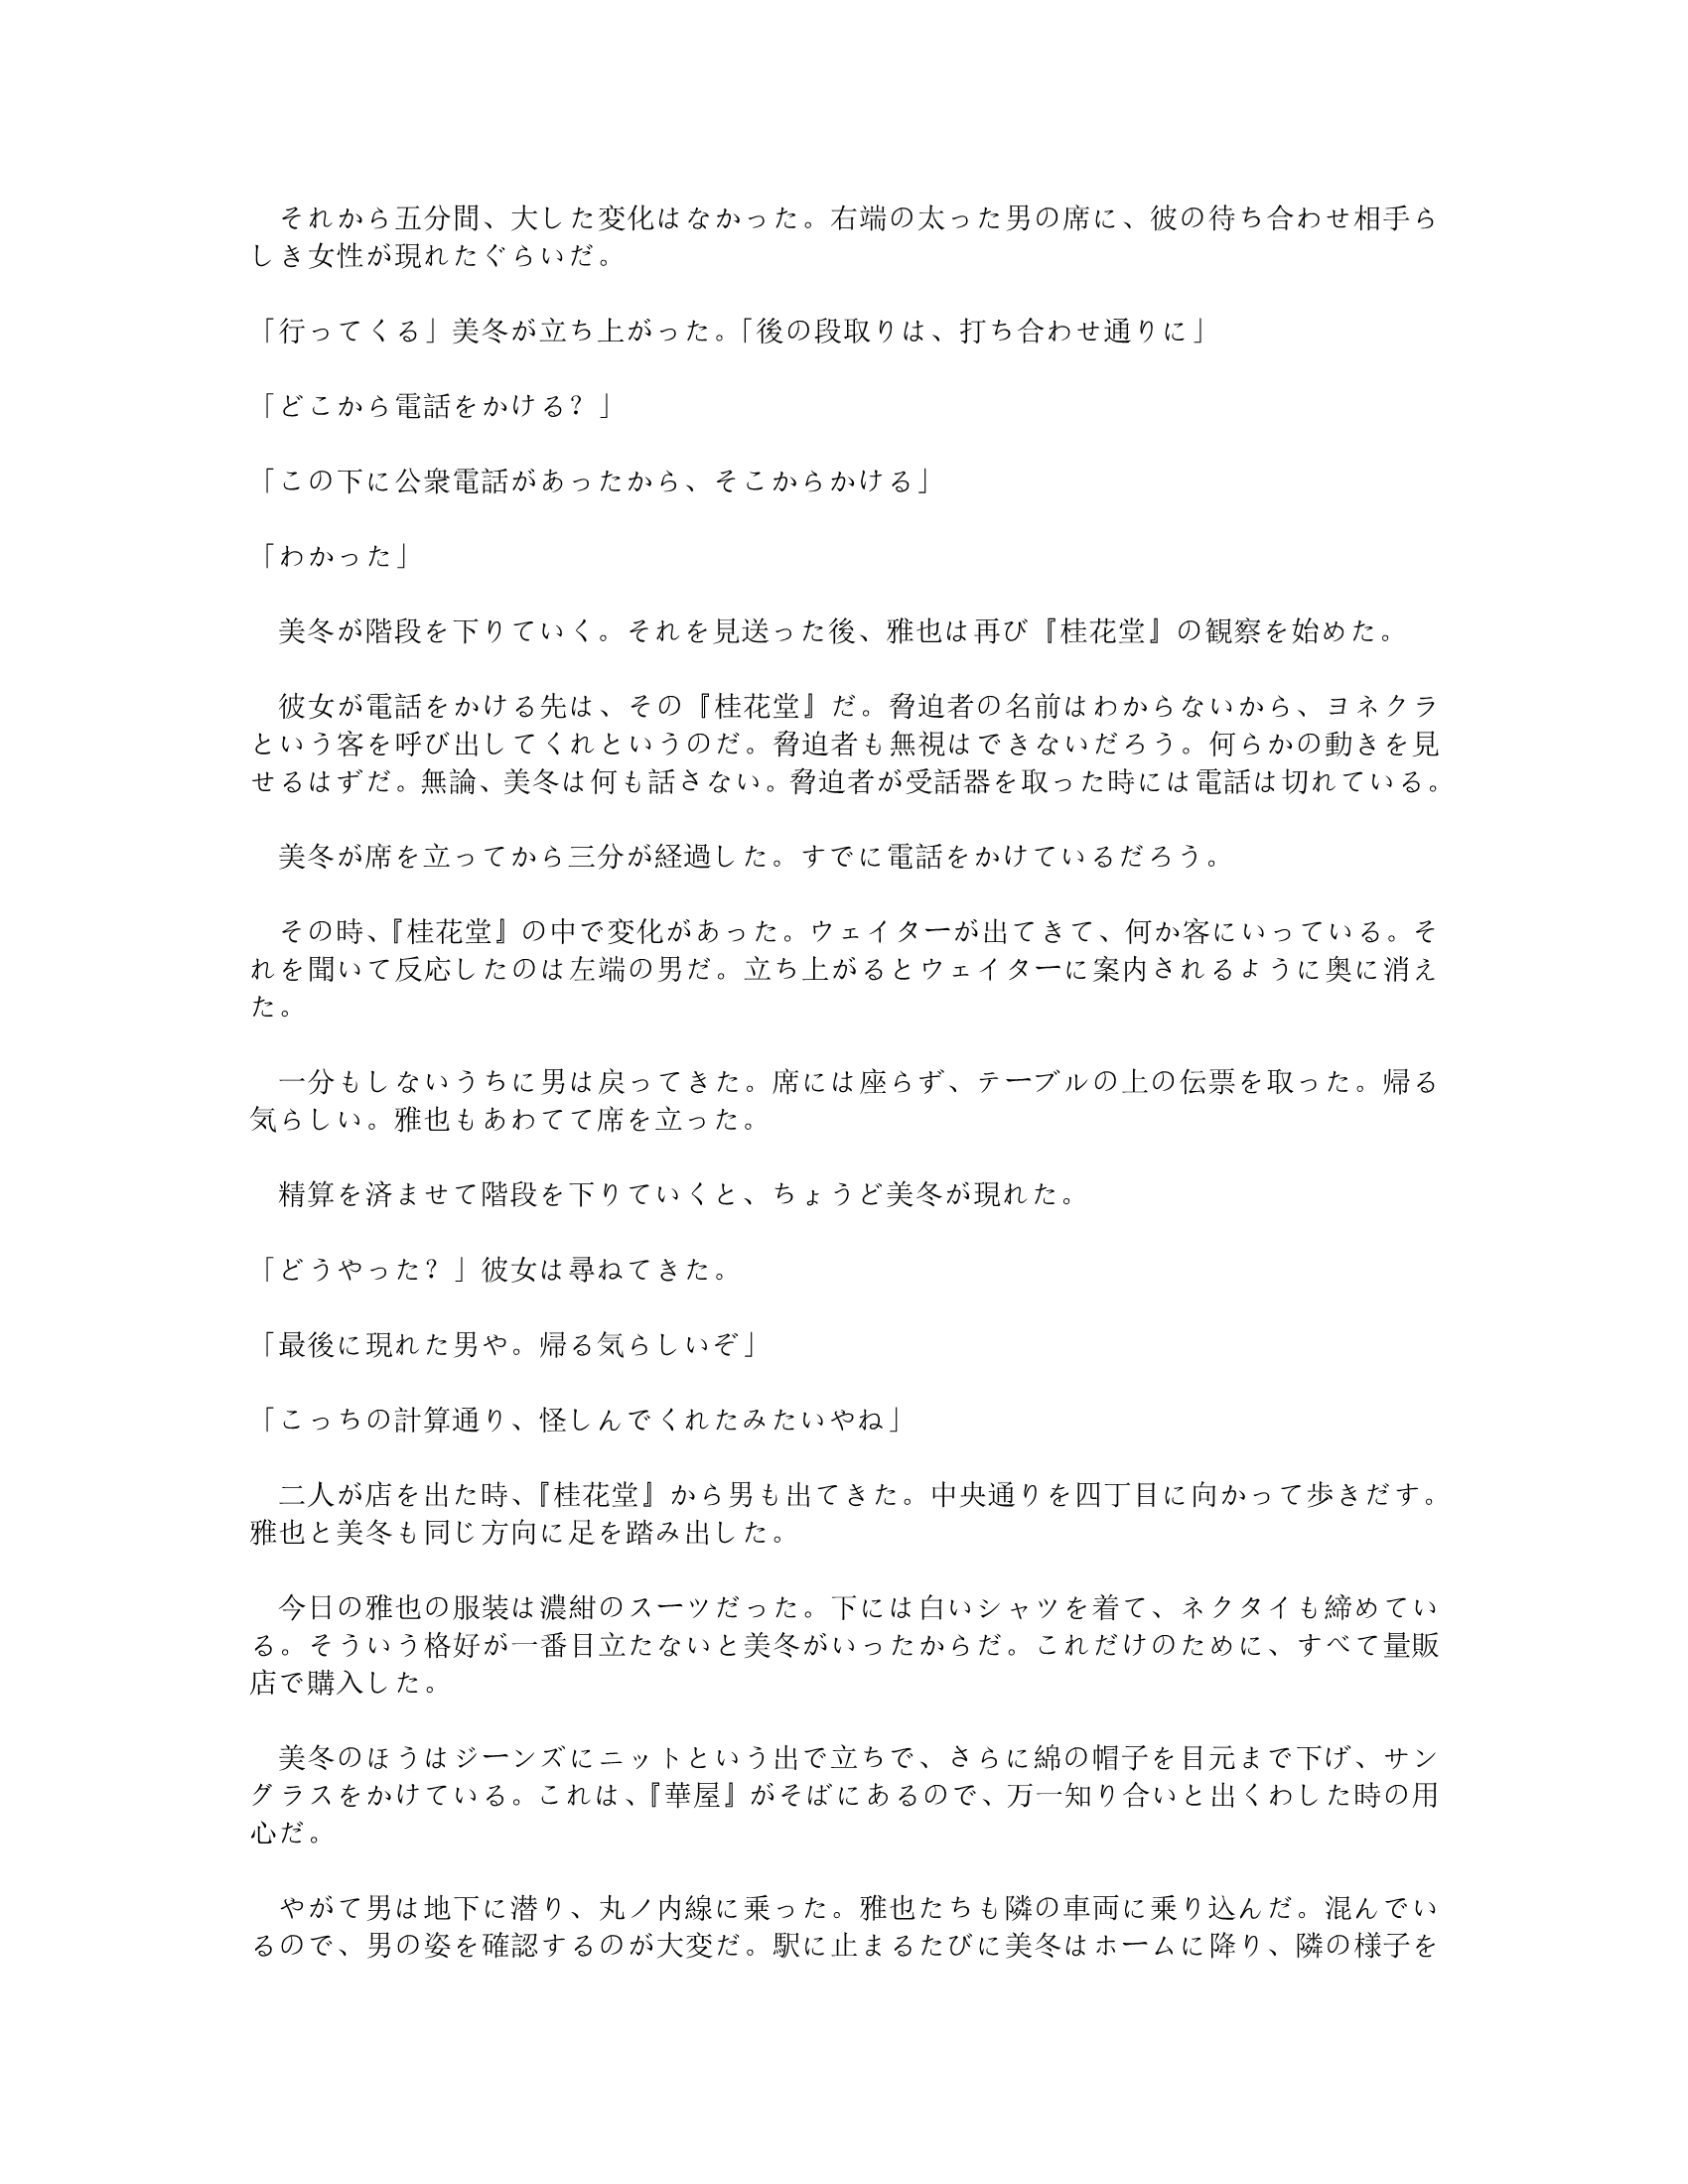 それから五分間、大した変化はなかった。右端の太った男の席に、彼の待ち合わせ相手ら
しき女性が現れたぐらいだ。
「行ってくる」美冬が立ち上がった。「後の段取りは、打ち合わせ通りに」
「どこから電話をかける？」
「この下に公衆電話があったから、そこからかける」
「わかった」
　美冬が階段を下りていく。それを見送った後、雅也は再び『桂花堂』の観察を始めた。
　彼女が電話をかける先は、その『桂花堂』だ。脅迫者の名前はわからないから、ヨネクラ
という客を呼び出してくれというのだ。脅迫者も無視はできないだろう。何らかの動きを見
せるはずだ。無論、美冬は何も話さない。脅迫者が受話器を取った時には電話は切れている。
　美冬が席を立ってから三分が経過した。すでに電話をかけているだろう。
　その時、『桂花堂』の中で変化があった。ウェイターが出てきて、何か客にいっている。そ
れを聞いて反応したのは左端の男だ。立ち上がるとウェイターに案内されるように奥に消え
た。
　一分もしないうちに男は戻ってきた。席には座らず、テーブルの上の伝票を取った。帰る
気らしい。雅也もあわてて席を立った。
　精算を済ませて階段を下りていくと、ちょうど美冬が現れた。
「どうやった？」彼女は尋ねてきた。
「最後に現れた男や。帰る気らしいぞ」
「こっちの計算通り、怪しんでくれたみたいやね」
　二人が店を出た時、『桂花堂』から男も出てきた。中央通りを四丁目に向かって歩きだす。
雅也と美冬も同じ方向に足を踏み出した。
　今日の雅也の服装は濃紺のスーツだった。下には白いシャツを着て、ネクタイも締めてい
る。そういう格好が一番目立たないと美冬がいったからだ。これだけのために、すべて量販
店で購入した。
　美冬のほうはジーンズにニットという出で立ちで、さらに綿の帽子を目元まで下げ、サン
グラスをかけている。これは、『華屋』がそばにあるので、万一知り合いと出くわした時の用
心だ。
　やがて男は地下に潜り、丸ノ内線に乗った。雅也たちも隣の車両に乗り込んだ。混んでい
るので、男の姿を確認するのが大変だ。駅に止まるたびに美冬はホームに降り、隣の様子を